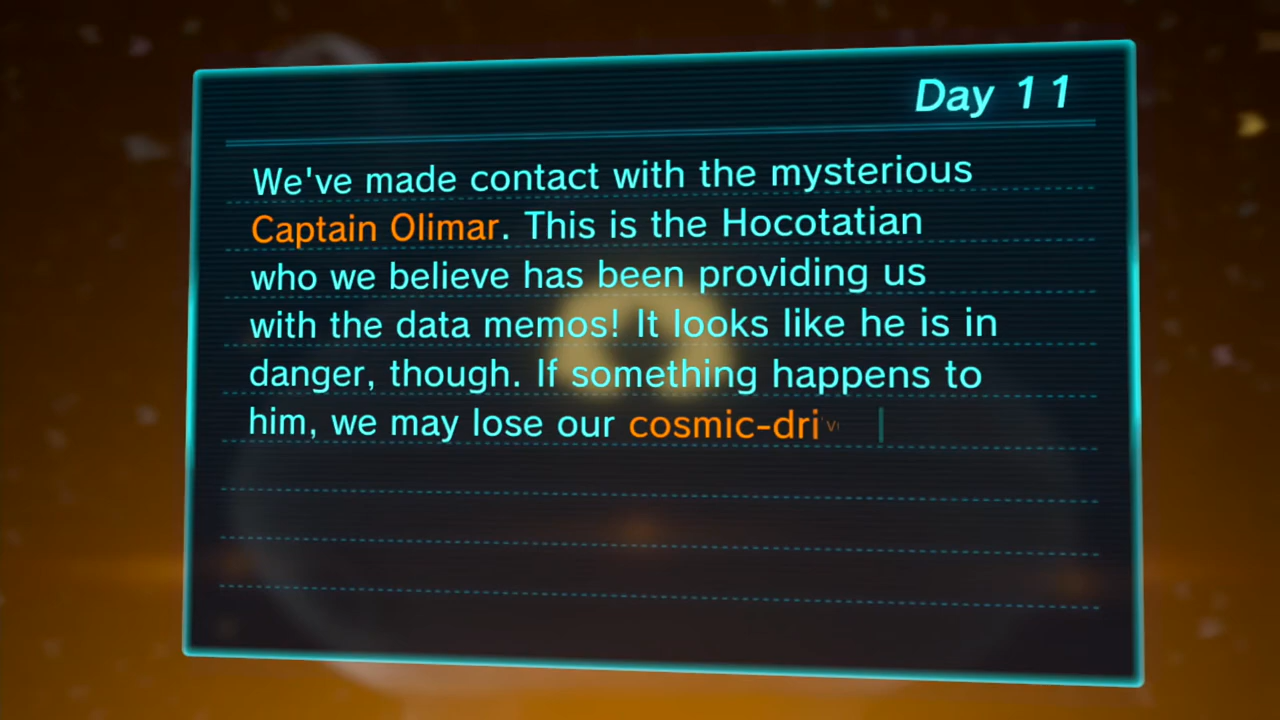 Day 11
We've made contact with the mysterious
Captain Olimar. This is the Hocotatian
who we believe has been providing us
with the data memos! It looks like he is in
danger, though. If something happens to
him, we may lose our cosmic-driv